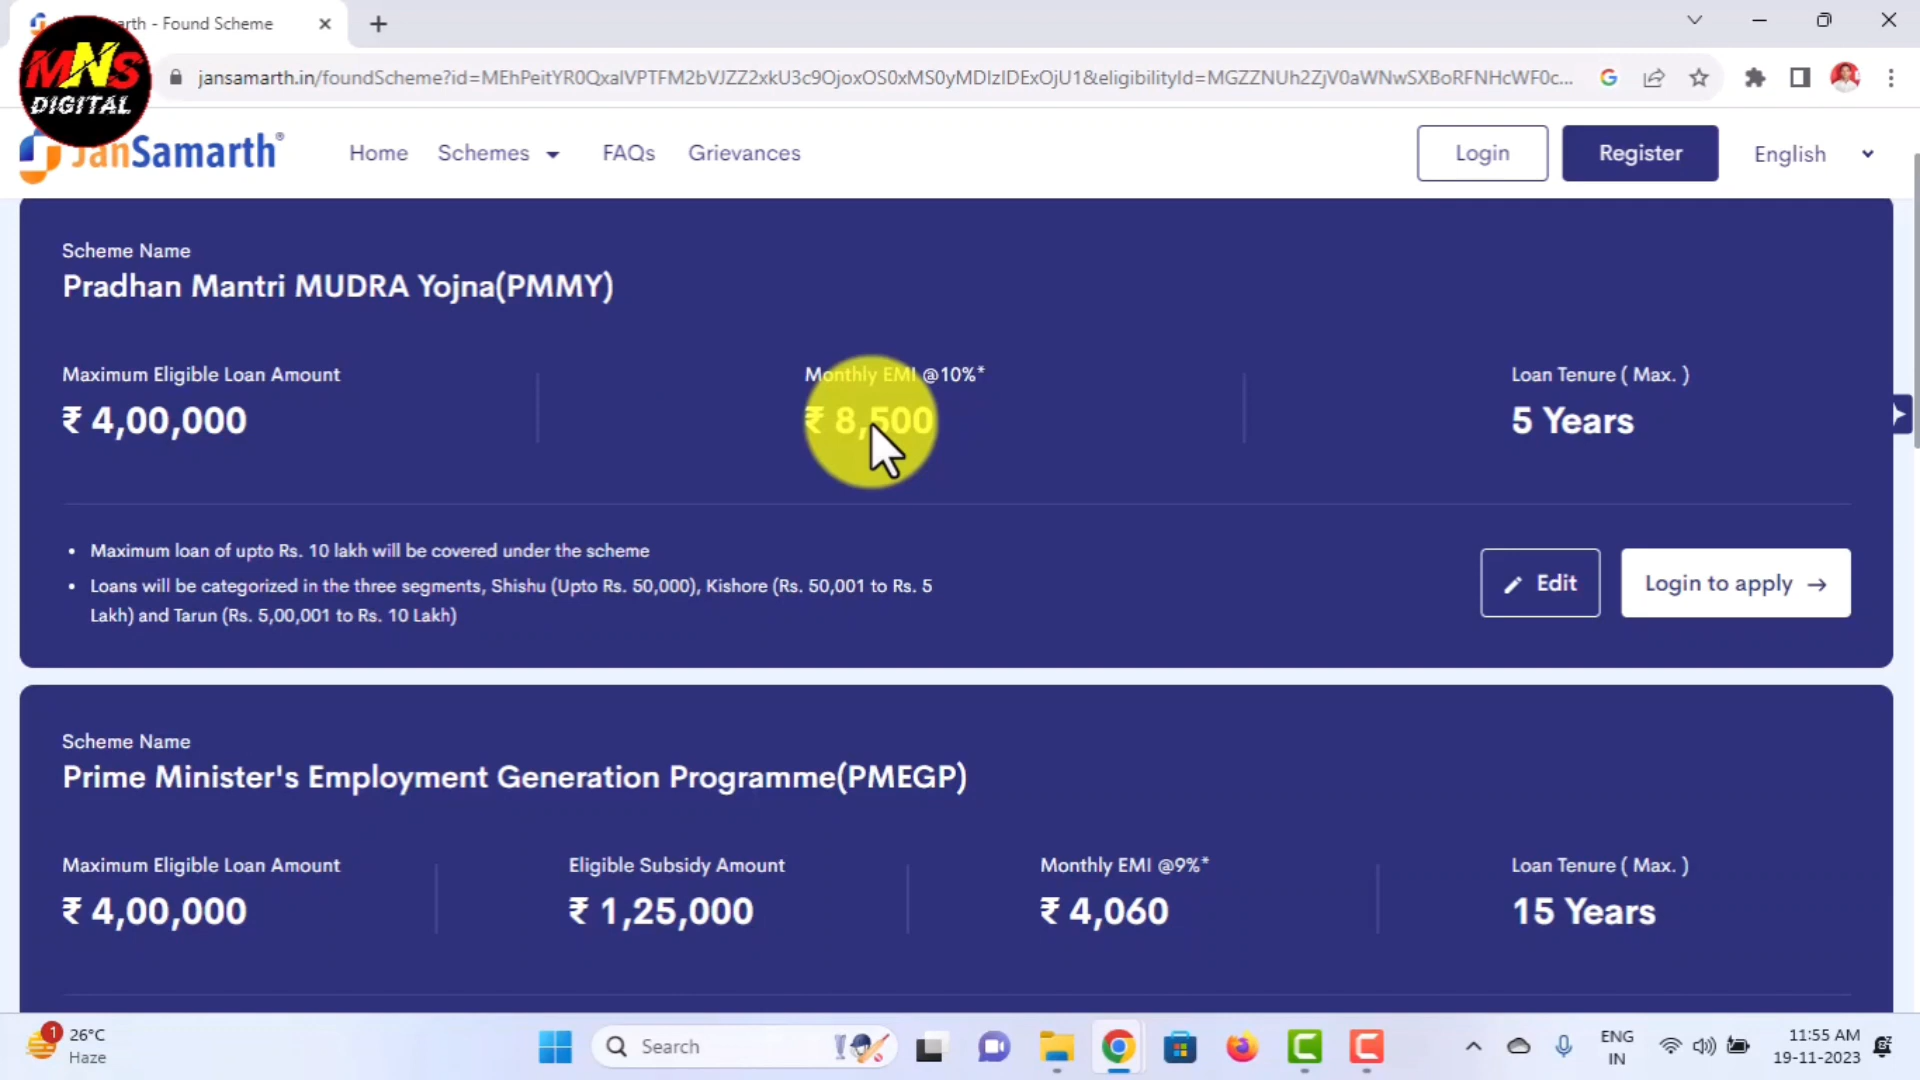 arth - Found Scheme
MNS
DIGITAL
jansamarth.in/foundScheme?id=MEhPeitYR0QxalVPTFM2bVJZZ2xkU3c9OjoxOS0xMS0yMDIzIDExOjU1&eligibilityId=MGZZNUh2ZjV0aWNwSXBoRFNHcWF0c...
JanSamarth®
Home
Schemes
FAQs
Grievances
Login
Register
English
Scheme Name
Pradhan Mantri MUDRA Yojna(PMMY)
Maximum Eligible Loan Amount
₹ 4,00,000
Monthly EMI @10%*
₹ 8,500
Loan Tenure ( Max. )
5 Years
• Maximum loan of upto Rs. 10 lakh will be covered under the scheme
• Loans will be categorized in the three segments, Shishu (Upto Rs. 50,000), Kishore (Rs. 50,001 to Rs. 5
Lakh) and Tarun (Rs. 5,00,001 to Rs. 10 Lakh)
Edit
Login to apply →
Scheme Name
Prime Minister's Employment Generation Programme(PMEGP)
Maximum Eligible Loan Amount
₹ 4,00,000
Eligible Subsidy Amount
₹ 1,25,000
Monthly EMI @9%*
₹ 4,060
Loan Tenure ( Max. )
15 Years
1
26°C
Haze
Search
ENG
IN
11:55 AM
19-11-2023